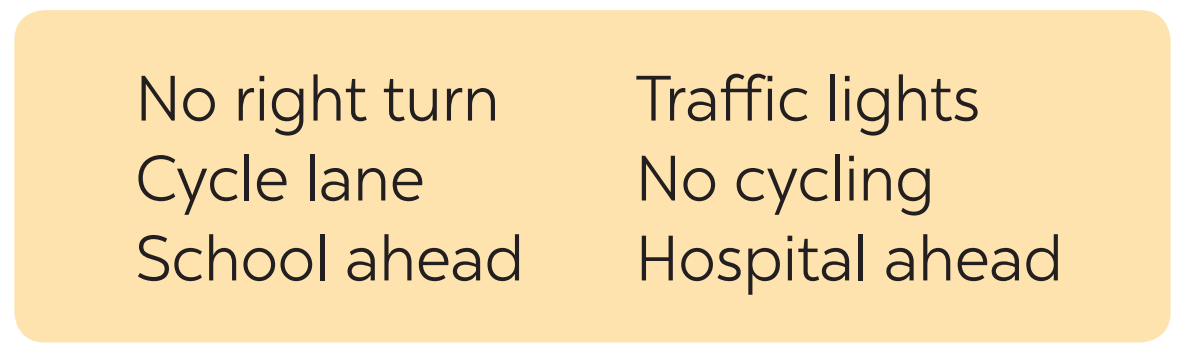 No right turn
Cycle lane
School ahead
Traffic lights
No cycling
Hospital ahead